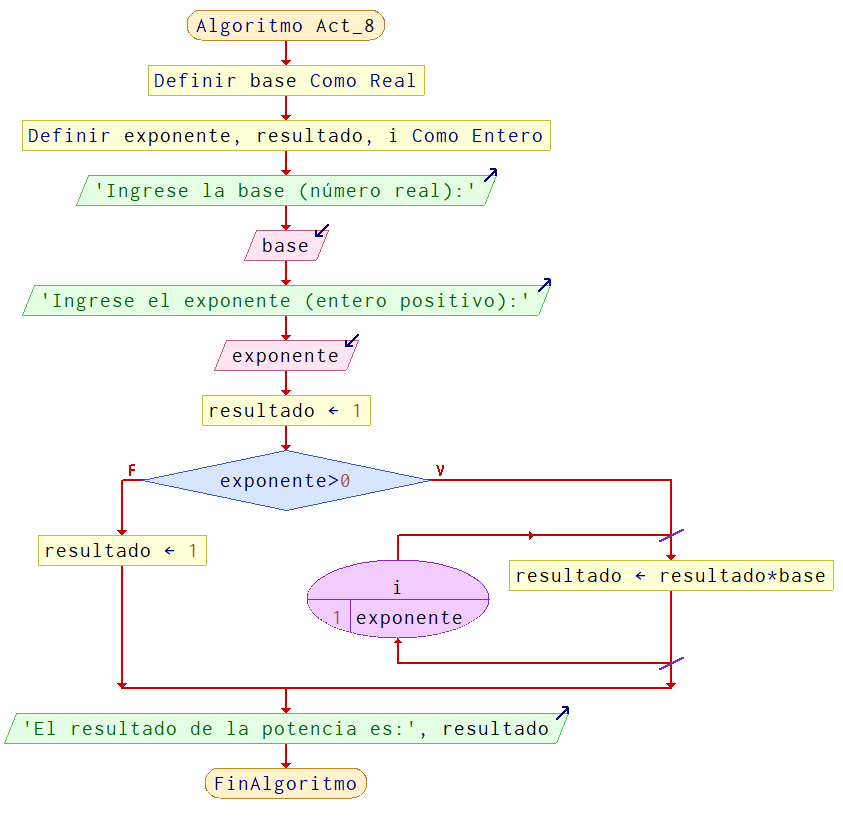 Algoritmo Act_8
Definir base Como Real
Definir exponente, resultado, i Como Entero
'Ingrese la base (número real):'
base
'Ingrese el exponente (entero positivo):'
exponente
resultado ← 1
F
V
exponente>0
resultado ← 1
i
1 exponente
resultado ← resultado*base
'El resultado de la potencia es:', resultado
FinAlgoritmo